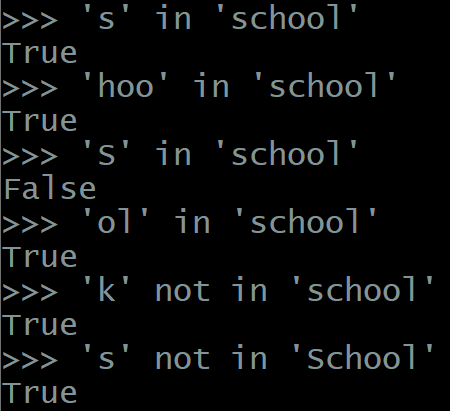 >>> 's' in 'school'
True
>>> 'hoo' in 'school'
True
>>> 'S' in 'school'
False
>>> 'ol' in 'school'
True
>>> 'k' not in 'school'
True
>>> 's' not in 'School'
True